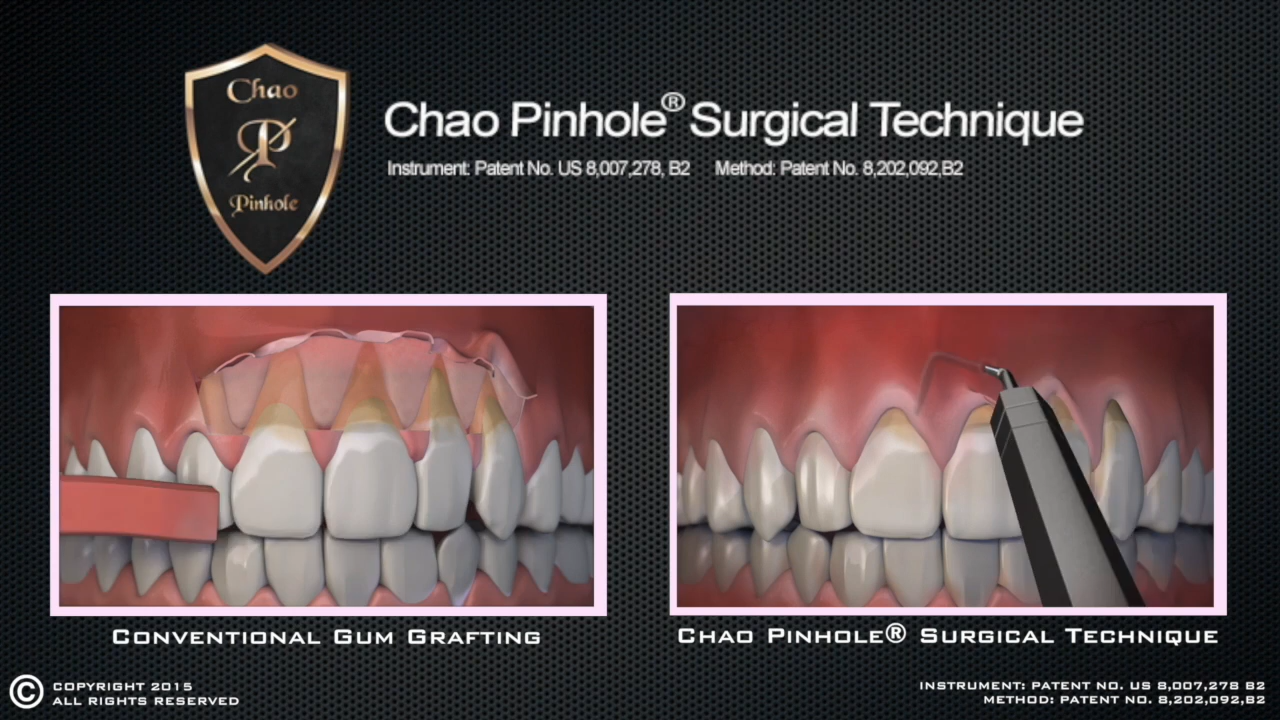 Chao
P
Pinhole
Chao Pinhole® Surgical Technique
Instrument: Patent No. US 8,007,278, B2 Method: Patent No. 8,202,092,B2
Conventional Gum Grafting
Chao Pinhole® Surgical Technique
© COPYRIGHT 2015
ALL RIGHTS RESERVED
INSTRUMENT: PATENT NO. US 8,007,278 B2
METHOD: PATENT NO. 8,202,092,B2